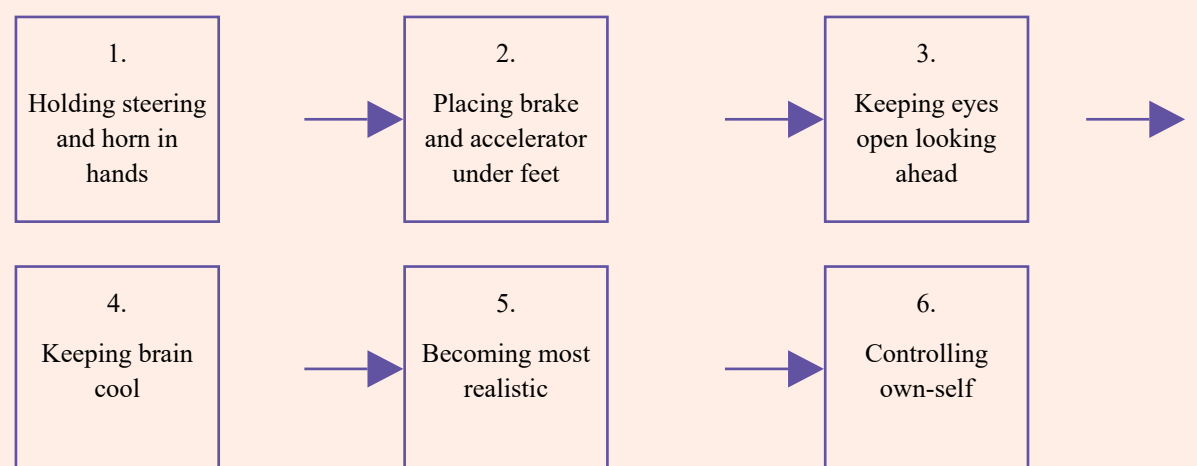 1.
Holding steering
and horn in
hands
2.
Placing brake
and accelerator
under feet
3.
Keeping eyes
open looking
ahead
4.
Keeping brain
cool
5.
Becoming most
realistic
6.
Controlling
own-self